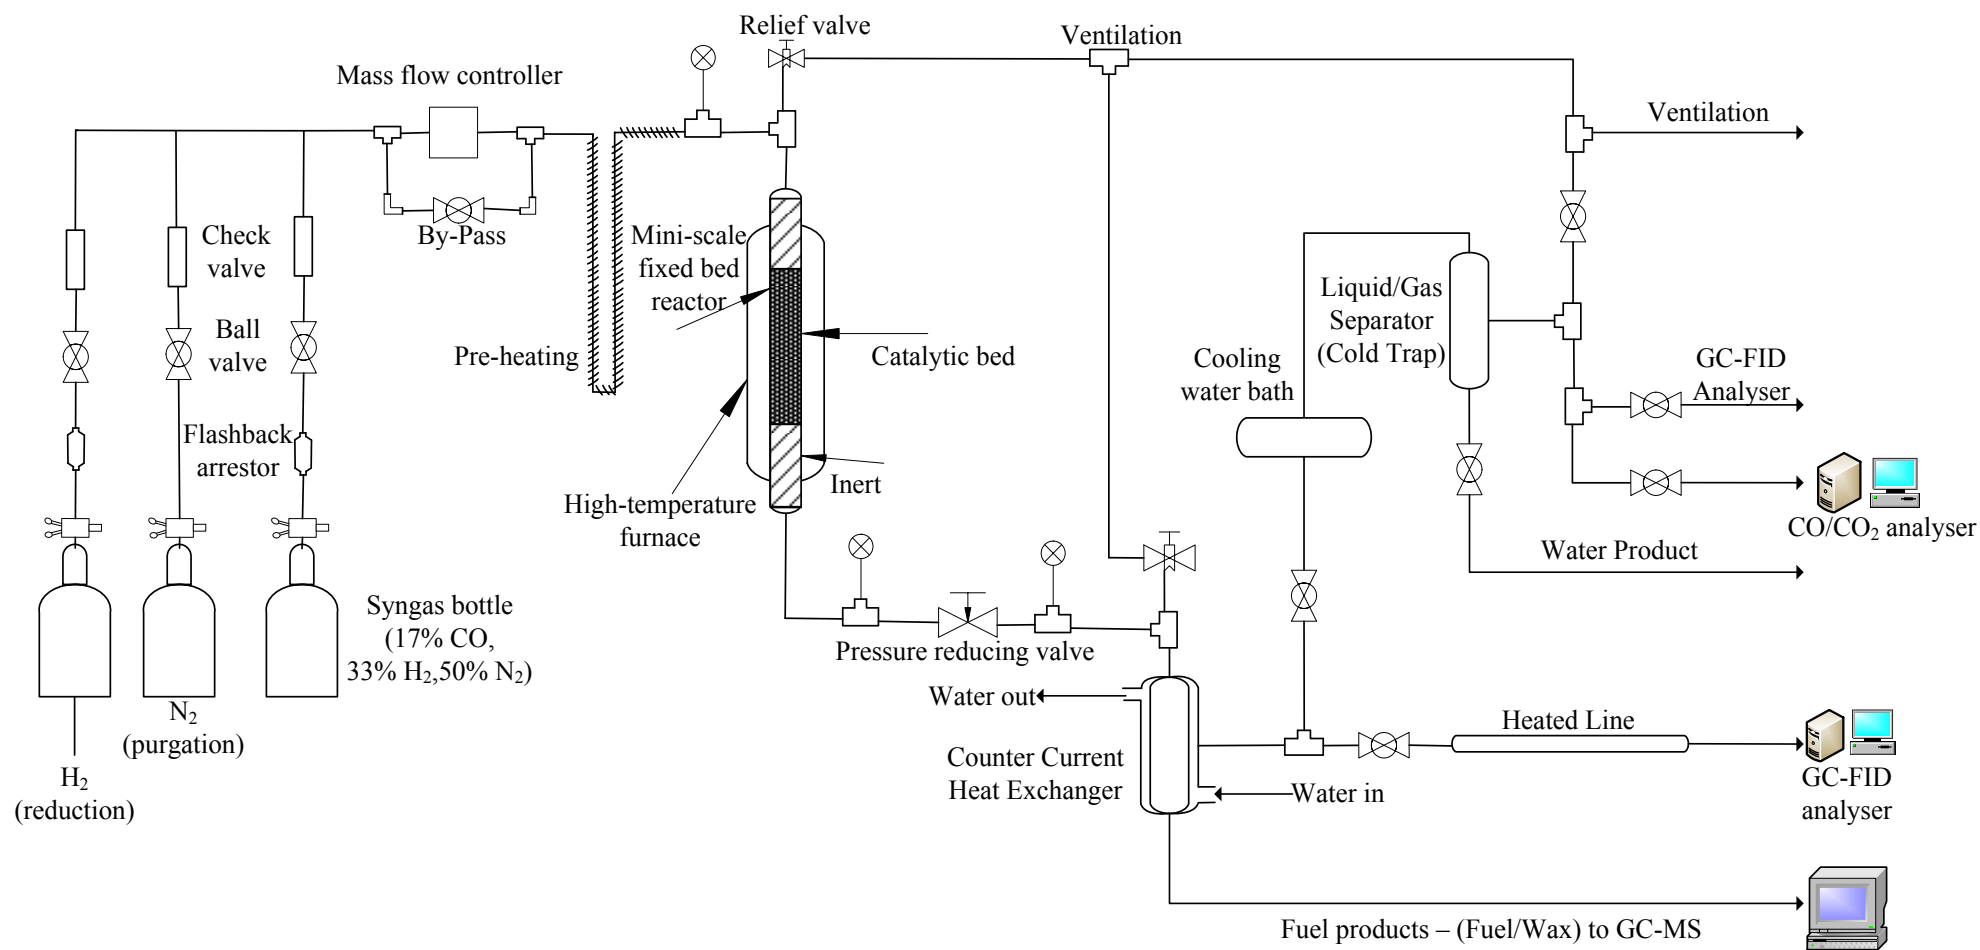 Relief valve
Ventilation
Mass flow controller
Ventilation
By-Pass
Check
valve
Mini-scale
fixed bed
reactor
Liquid/Gas
Separator
(Cold Trap)
Ball
valve
Pre-heating
Catalytic bed
Cooling
water bath
GC-FID
Analyser
Flashback
arrestor
Inert
High-temperature
furnace
CO/CO₂ analyser
Water Product
Syngas bottle
(17% CO,
33% H₂,50% N₂)
Pressure reducing valve
Water out
N₂
(purgation)
Heated Line
Counter Current
Heat Exchanger
Water in
H₂
(reduction)
GC-FID
analyser
Fuel products – (Fuel/Wax) to GC-MS